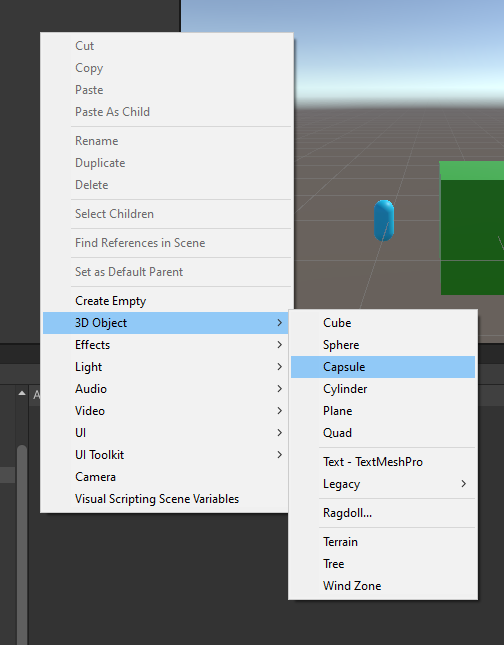 Cut
Copy
Paste
Paste As Child
Rename
Duplicate
Delete
Select Children
Find References in Scene
Set as Default Parent
Create Empty
3D Object
Effects
Light
Audio
Video
UI
UI Toolkit
Camera
Visual Scripting Scene Variables
Cube
Sphere
Capsule
Cylinder
Plane
Quad
Text - TextMeshPro
Legacy
Ragdoll...
Terrain
Tree
Wind Zone